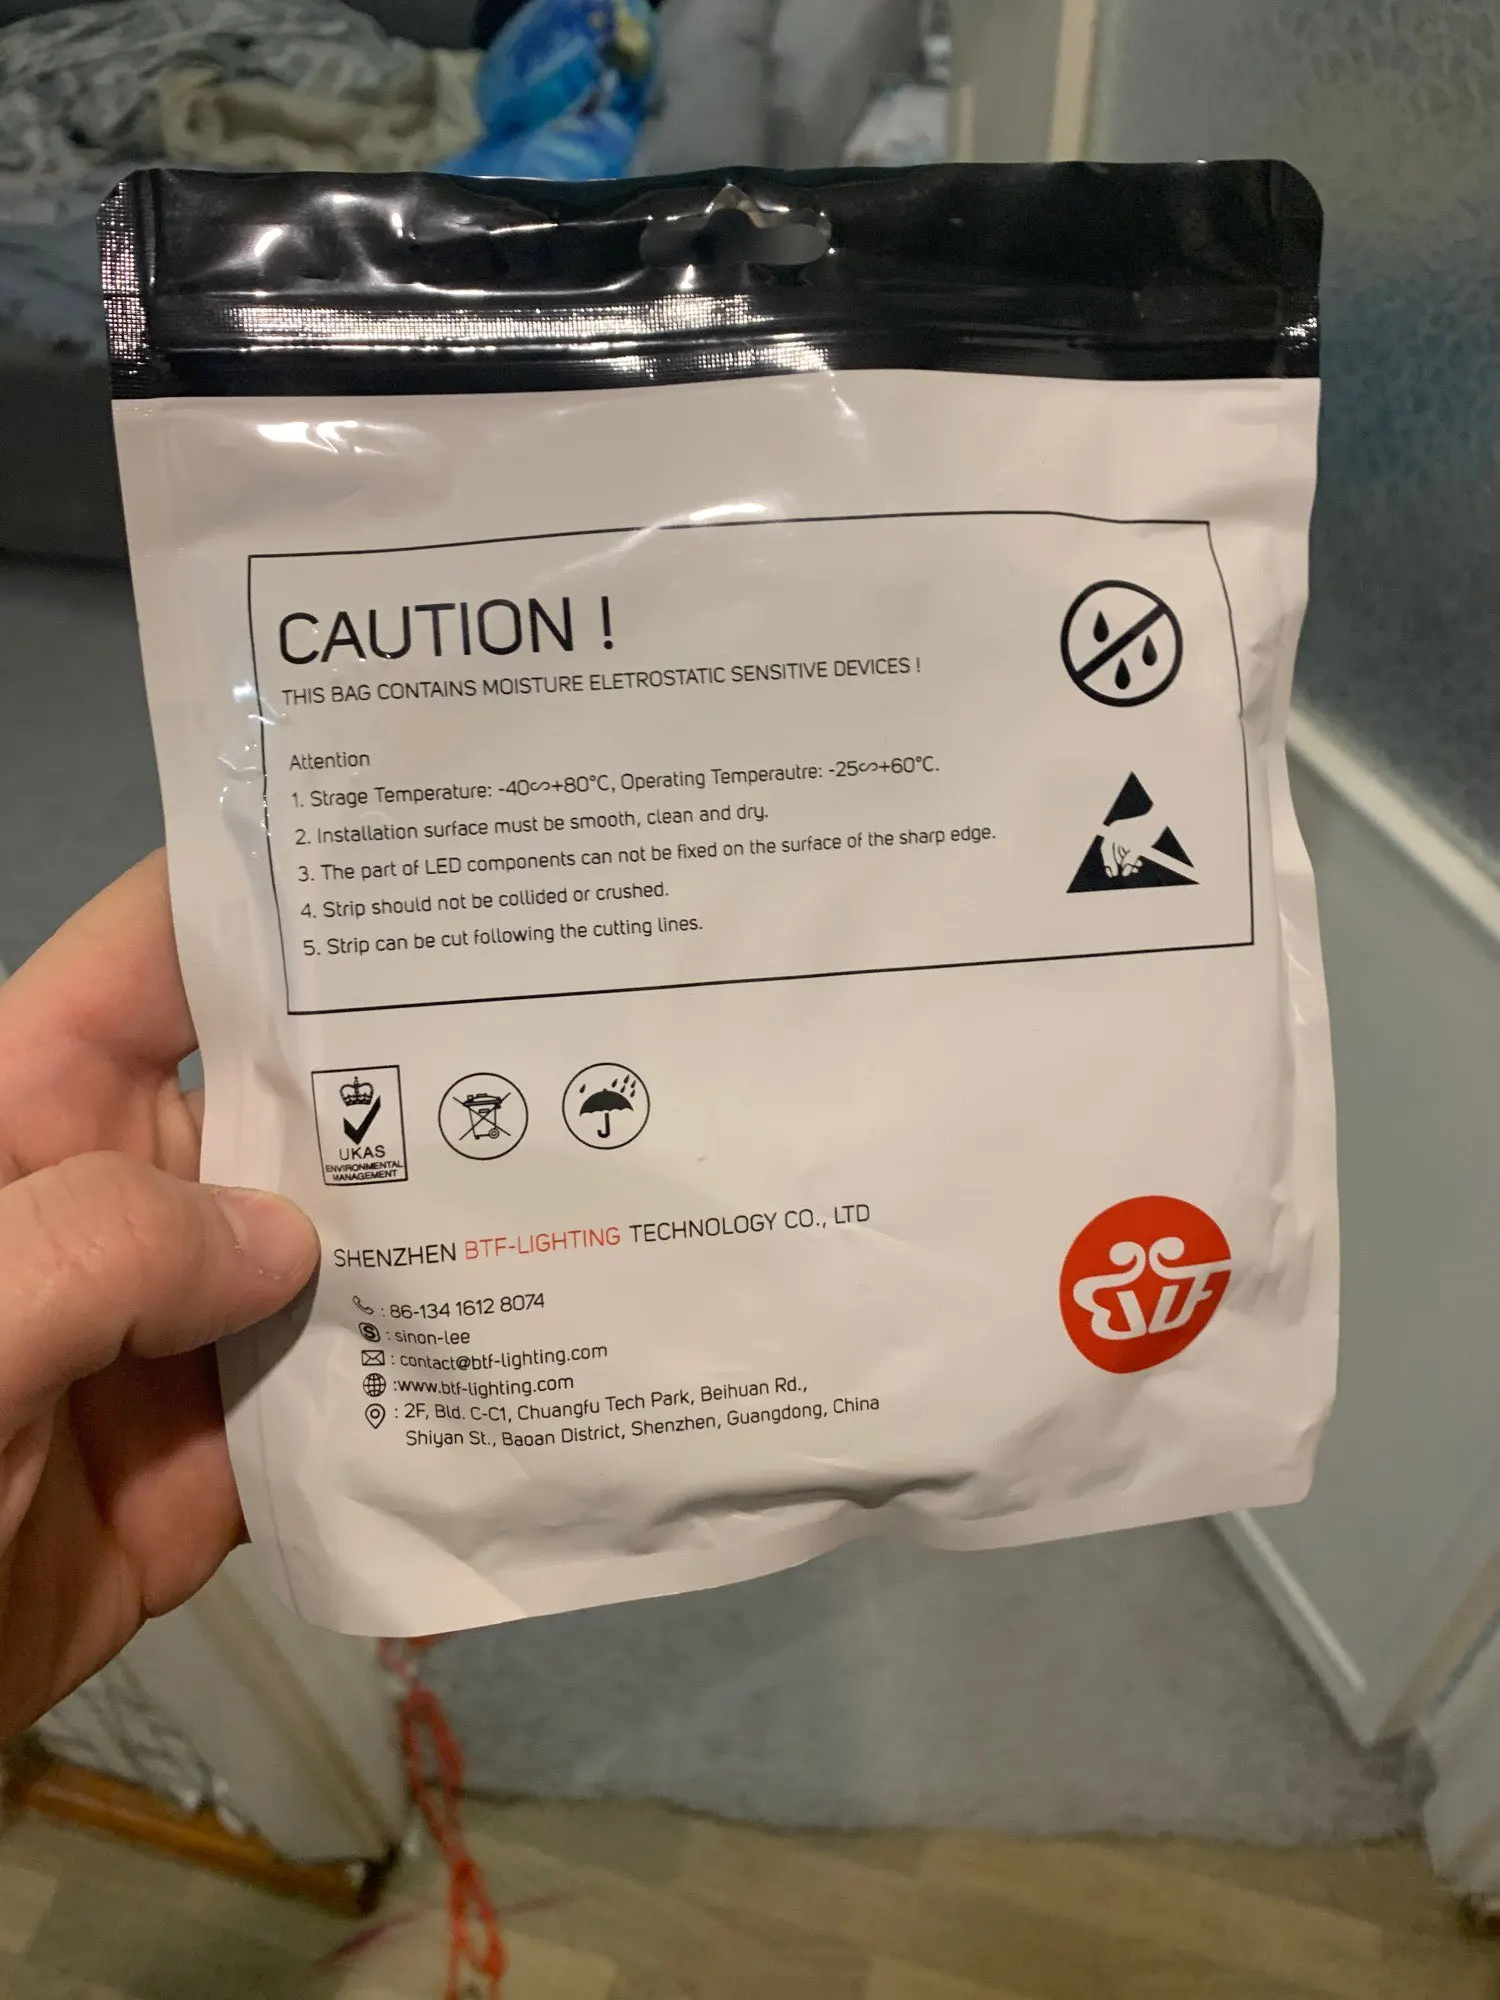 CAUTION !
THIS BAG CONTAINS MOISTURE ELETROSTATIC SENSITIVE DEVICES !
Attention
1. Strage Temperature: -40∽+80°C, Operating Temperautre: -25∽+60°C.
2. Installation surface must be smooth, clean and dry.
3. The part of LED components can not be fixed on the surface of the sharp edge.
4. Strip should not be collided or crushed.
5. Strip can be cut following the cutting lines.
UKAS
ENVIRONMENTAL
MANAGEMENT
SHENZHEN BTF-LIGHTING TECHNOLOGY CO., LTD
: 86-134 1612 8074
: sinon-lee
: contact@btf-lighting.com
:www.btf-lighting.com
: 2F, Bld. C-C1, Chuangfu Tech Park, Beihuan Rd.,
Shiyan St., Baoan District, Shenzhen, Guangdong, China
BTF